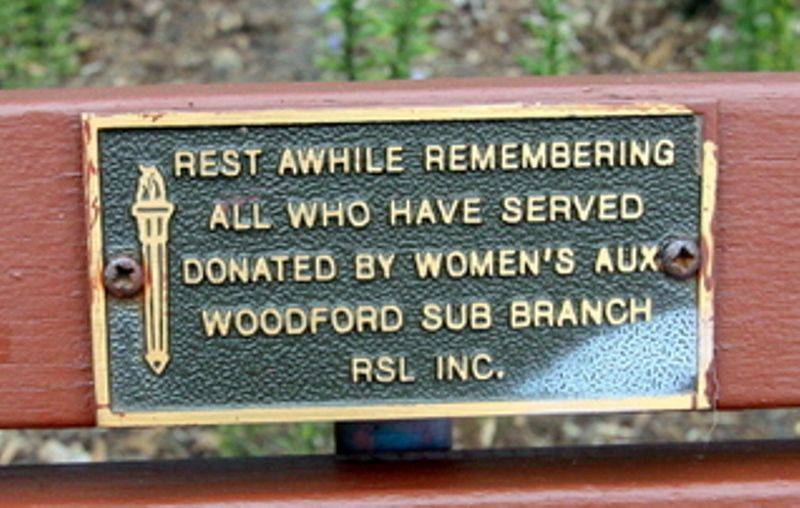 REST AWHILE REMEMBERING
ALL WHO HAVE SERVED
DONATED BY WOMEN'S AUX
WOODFORD SUB BRANCH
RSL INC.